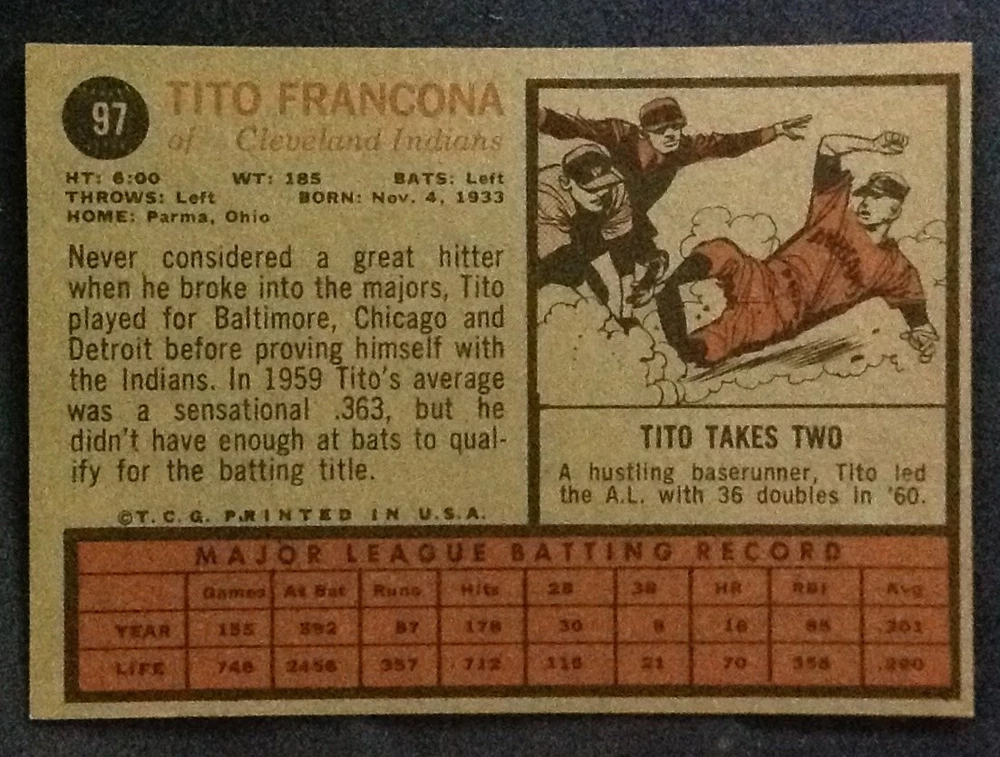 97
TITO FRANCONA
of Cleveland Indians
HT: 6:00 WT: 185 BATS: Left
THROWS: Left BORN: Nov. 4, 1933
HOME: Parma, Ohio
Never considered a great hitter
when he broke into the majors, Tito
played for Baltimore, Chicago and
Detroit before proving himself with
the Indians. In 1959 Tito's average
was a sensational .363, but he
didn't have enough at bats to qual-
ify for the batting title.
©T.C.G. PRINTED IN U.S.A.
TITO TAKES TWO
A hustling baserunner, Tito led
the A.L. with 36 doubles in '60.
MAJOR LEAGUE BATTING RECORD
Games At Bat Runs Hits 2B 3B HR RBI Avg
YEAR 155 592 87 178 30 8 16 85 .301
LIFE 748 2456 357 712 21 70 .290